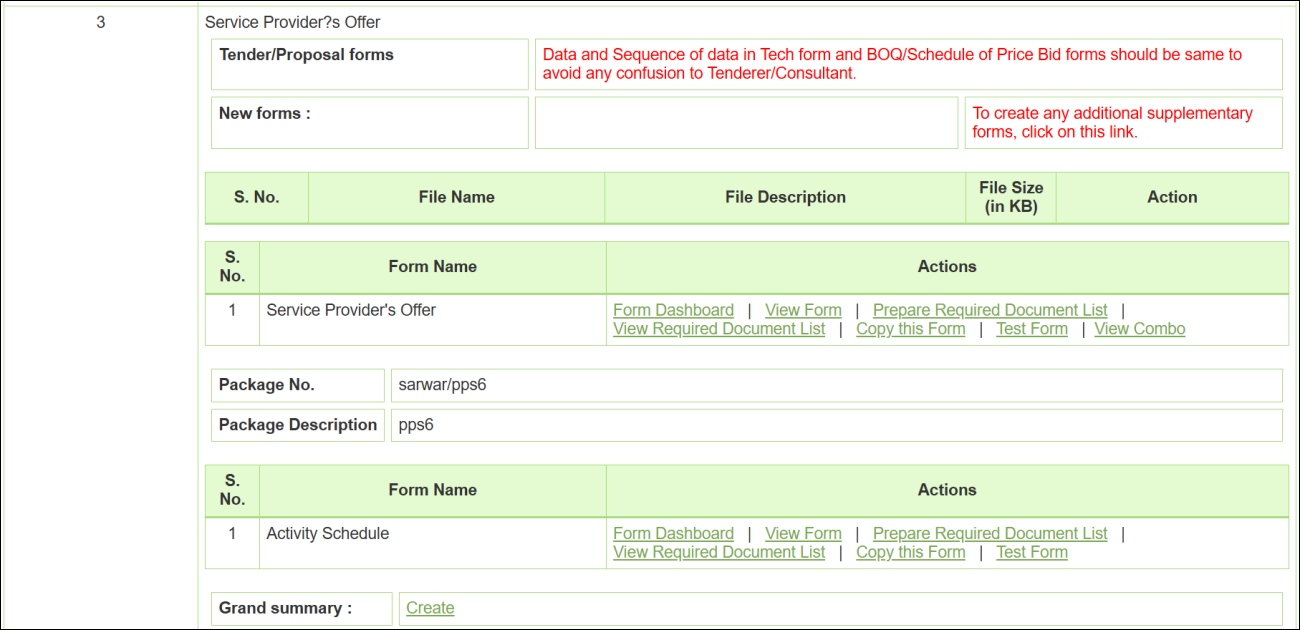 3
Service Provider?s Offer
Tender/Proposal forms
Data and Sequence of data in Tech form and BOQ/Schedule of Price Bid forms should be same to
avoid any confusion to Tenderer/Consultant.
New forms :
To create any additional supplementary
forms, click on this link.
S. No. File Name File Description File Size (in KB) Action
S. No. Form Name Actions
1 Service Provider's Offer Form Dashboard | View Form | Prepare Required Document List |
View Required Document List | Copy this Form | Test Form | View Combo
Package No. sarwar/pps6
Package Description pps6
S. No. Form Name Actions
1 Activity Schedule Form Dashboard | View Form | Prepare Required Document List |
View Required Document List | Copy this Form | Test Form
Grand summary : Create